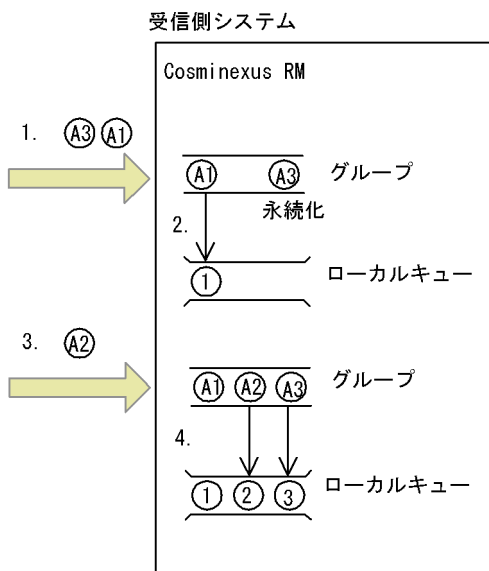 受信側システム
Cosminexus RM
1. A3 A1
A1 A3 グループ
永続化
2.
ローカルキュー
1
3. A2
グループ
A1 A2 A3
4.
1 2 3 ローカルキュー